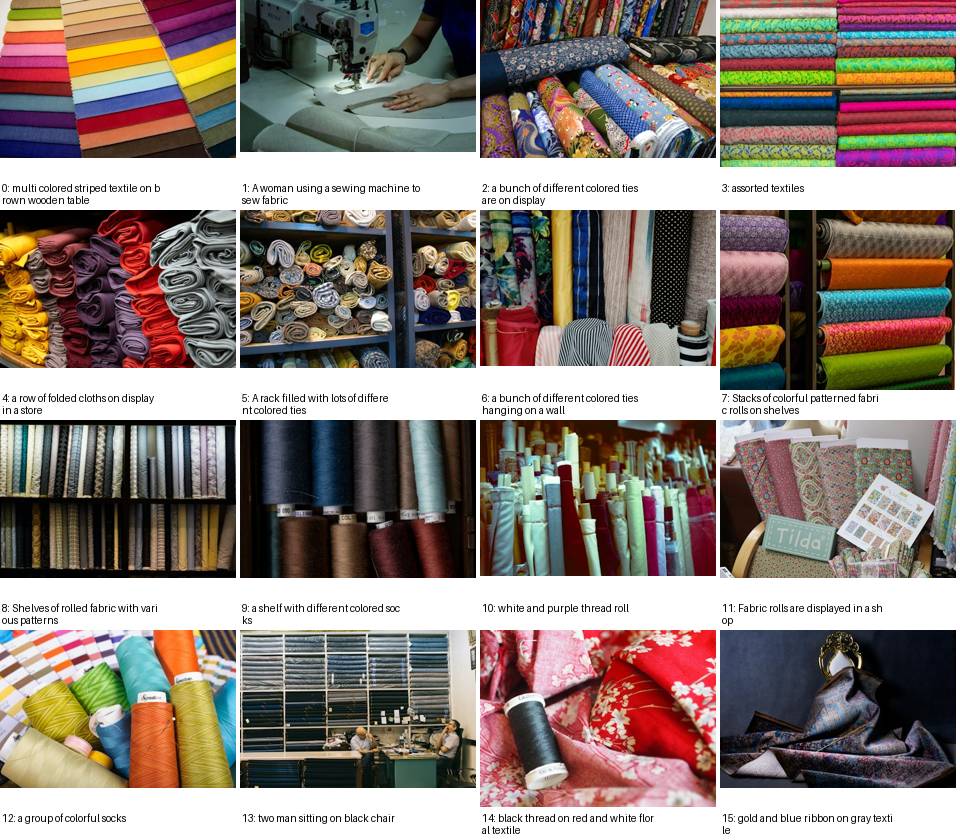 0: multi colored striped textile on b
rown wooden table
1: A woman using a sewing machine to
sew fabric
2: a bunch of different colored ties
are on display
3: assorted textiles
4: a row of folded cloths on display
in a store
5: A rack filled with lots of differe
nt colored ties
6: a bunch of different colored ties
hanging on a wall
7: Stacks of colorful patterned fabri
c rolls on shelves
8: Shelves of rolled fabric with vari
ous patterns
9: a shelf with different colored soc
ks
10: white and purple thread roll
Tilda
11: Fabric rolls are displayed in a sh
op
12: a group of colorful socks
13: two man sitting on black chair
14: black thread on red and white flor
al textile
15: gold and blue ribbon on gray texti
le